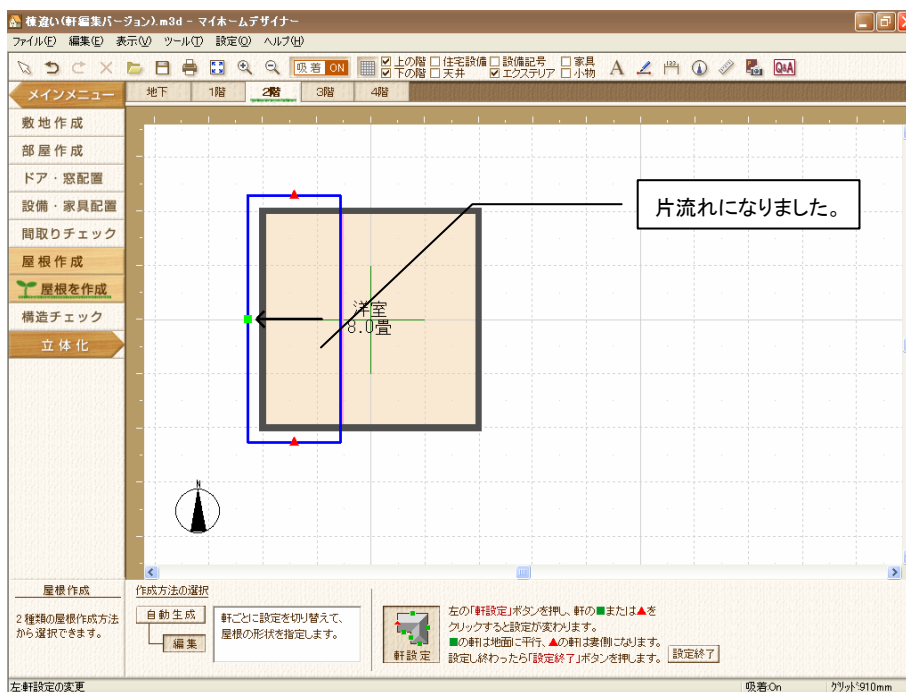 棟違い(軒編集バージョン).m3d - マイホームデザイナー
ファイル(F) 編集(E) 表示(V) ツール(T) 設定(O) ヘルプ(H)
吸着 ON 上の階 住宅設備 設備記号 家具
下の階 天井 エクステリア 小物 A 123 Q&A
メインメニュー 地下 1階 2階 3階 4階
敷地作成
部屋作成
ドア・窓配置
設備・家具配置
間取りチェック
屋根作成
屋根を作成
構造チェック
立体化
片流れになりました。
洋室
8.0畳
N
屋根作成
2種類の屋根作成方法
から選択できます。
作成方法の選択
自動生成
編集
軒ごとに設定を切り替えて、
屋根の形状を指定します。
軒設定
左の「軒設定」ボタンを押し、軒の■または▲を
クリックすると設定が変わります。
■の軒は地面に平行、▲の軒は妻側になります。
設定し終わったら「設定終了」ボタンを押します。
設定終了
左軒設定の変更 吸着:On グリッド:910mm